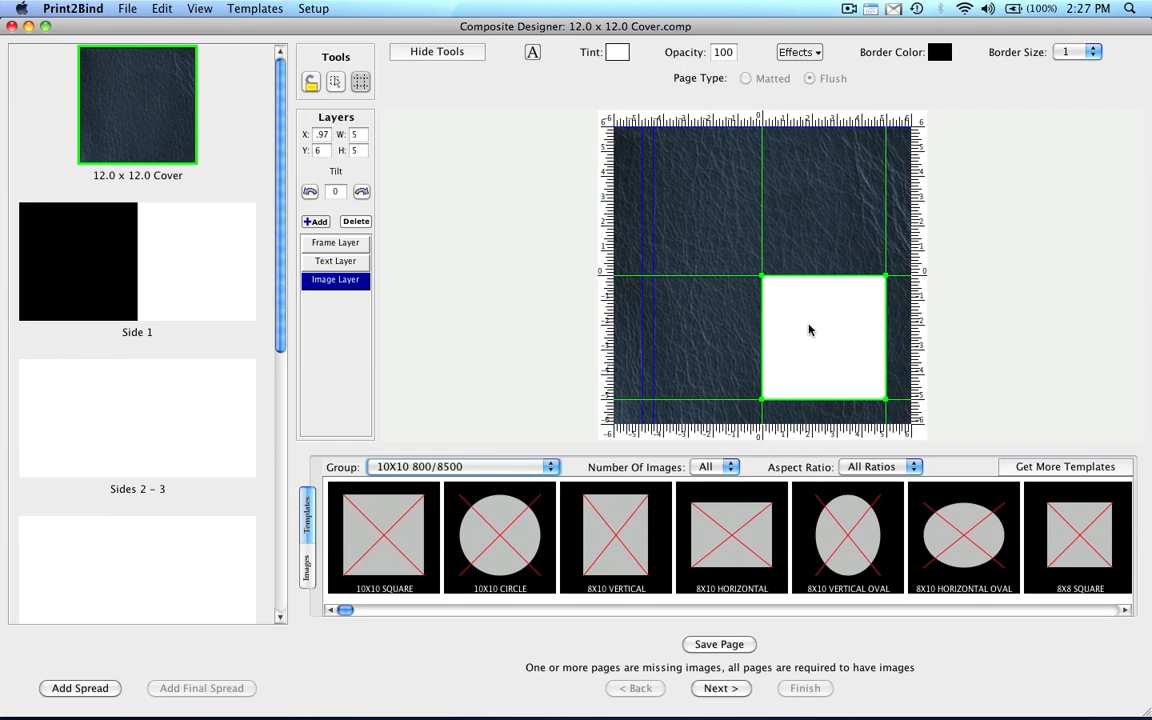 Print2Bind File Edit View Templates Setup (100%) 2:27 PM
Composite Designer: 12.0 x 12.0 Cover.comp
Tools
Hide Tools A Tint: Opacity: 100 Effects Border Color: Border Size: 1
Page Type: Matted Flush
12.0 x 12.0 Cover
Side 1
Sides 2 - 3
Layers
X: .97 W: 5
Y: 6 H: 5
Tilt
0
+Add Delete
Frame Layer
Text Layer
Image Layer
Group: 10X10 800/8500 Number Of Images: All Aspect Ratio: All Ratios Get More Templates
Templates
Images
10X10 SQUARE 10X10 CIRCLE 8X10 VERTICAL 8X10 HORIZONTAL 8X10 VERTICAL OVAL 8X10 HORIZONTAL OVAL 8X8 SQUARE
Save Page
One or more pages are missing images, all pages are required to have images
Add Spread Add Final Spread < Back Next > Finish